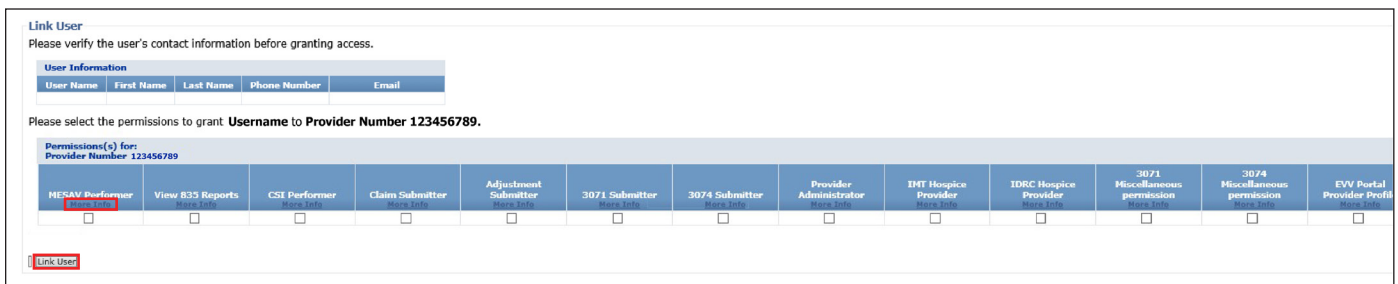 Link User
Please verify the user's contact information before granting access.
User Information
User Name First Name Last Name Phone Number Email
Please select the permissions to grant Username to Provider Number 123456789.
Permissions(s) for:
Provider Number 123456789
MESAV Performer More Info
View 835 Reports More Info
CSI Performer More Info
Claim Submitter More Info
Adjustment Submitter More Info
3071 Submitter More Info
3074 Submitter More Info
Provider Administrator More Info
IMT Hospice Provider More Info
IDRC Hospice Provider More Info
3071 Miscellaneous permission More Info
3074 Miscellaneous permission More Info
EVV Portal Provider Profil More Info
Link User